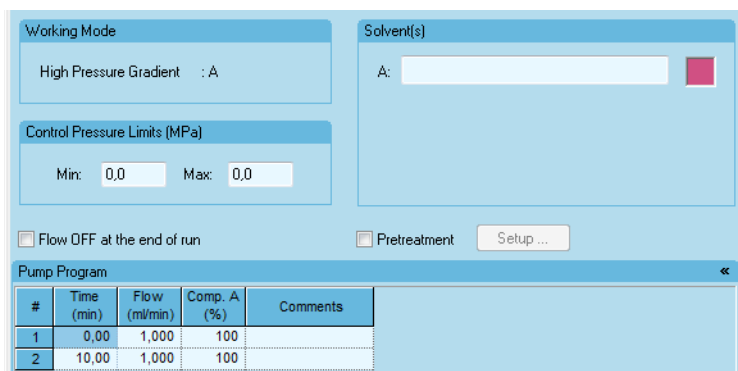 Working Mode
High Pressure Gradient : A
Control Pressure Limits (MPa)
Min: 0,0 Max: 0,0
Solvent(s)
A:
Flow OFF at the end of run
Pretreatment Setup ...
Pump Program «
# Time (min) Flow (ml/min) Comp. A (%) Comments
1 0,00 1,000 100
2 10,00 1,000 100